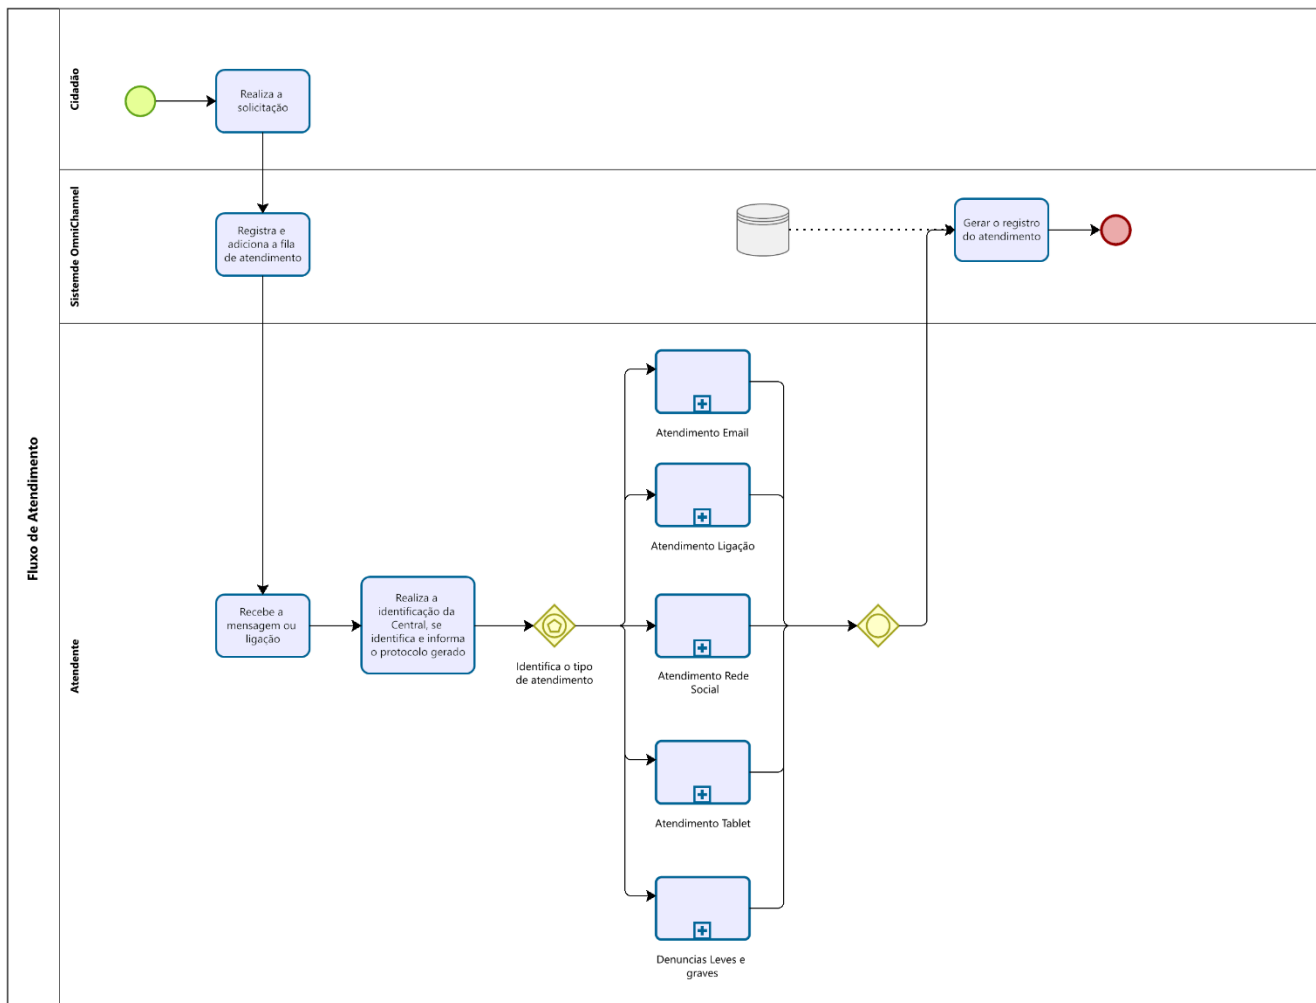 Fluxo de Atendimento
Cidadão
Realiza a
solicitação
Sistemde OmniChannel
Registra e
adiciona a fila
de atendimento
Gerar o registro
do atendimento
Atendente
Recebe a
mensagem ou
ligação
Realiza a
identificação da
Central, se
identifica e informa
o protocolo gerado
Identifica o tipo
de atendimento
Atendimento Email
Atendimento Ligação
Atendimento Rede
Social
Atendimento Tablet
Denuncias Leves e
graves